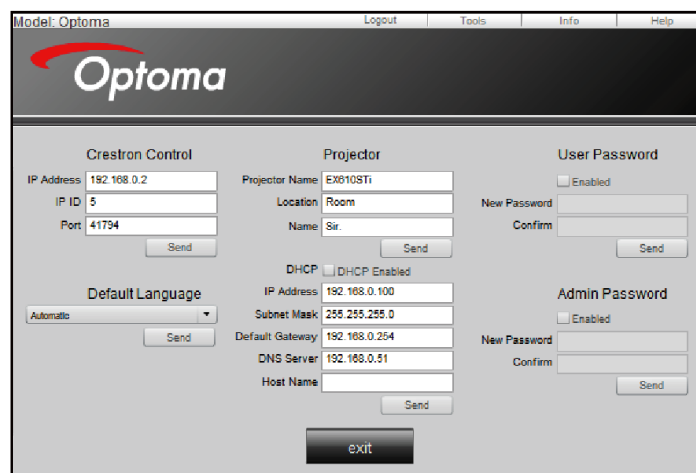 Model: Optoma
Logout Tools Info Help
Optoma
Crestron Control
IP Address 192.168.0.2
IP ID 5
Port 41794
Send
Default Language
Automatic
Send
Projector
Projector Name EX610STi
Location Room
Name Sir.
Send
DHCP DHCP Enabled
IP Address 192.168.0.100
Subnet Mask 255.255.255.0
Default Gateway 192.168.0.254
DNS Server 192.168.0.51
Host Name
Send
User Password
Enabled
New Password
Confirm
Send
Admin Password
Enabled
New Password
Confirm
Send
exit